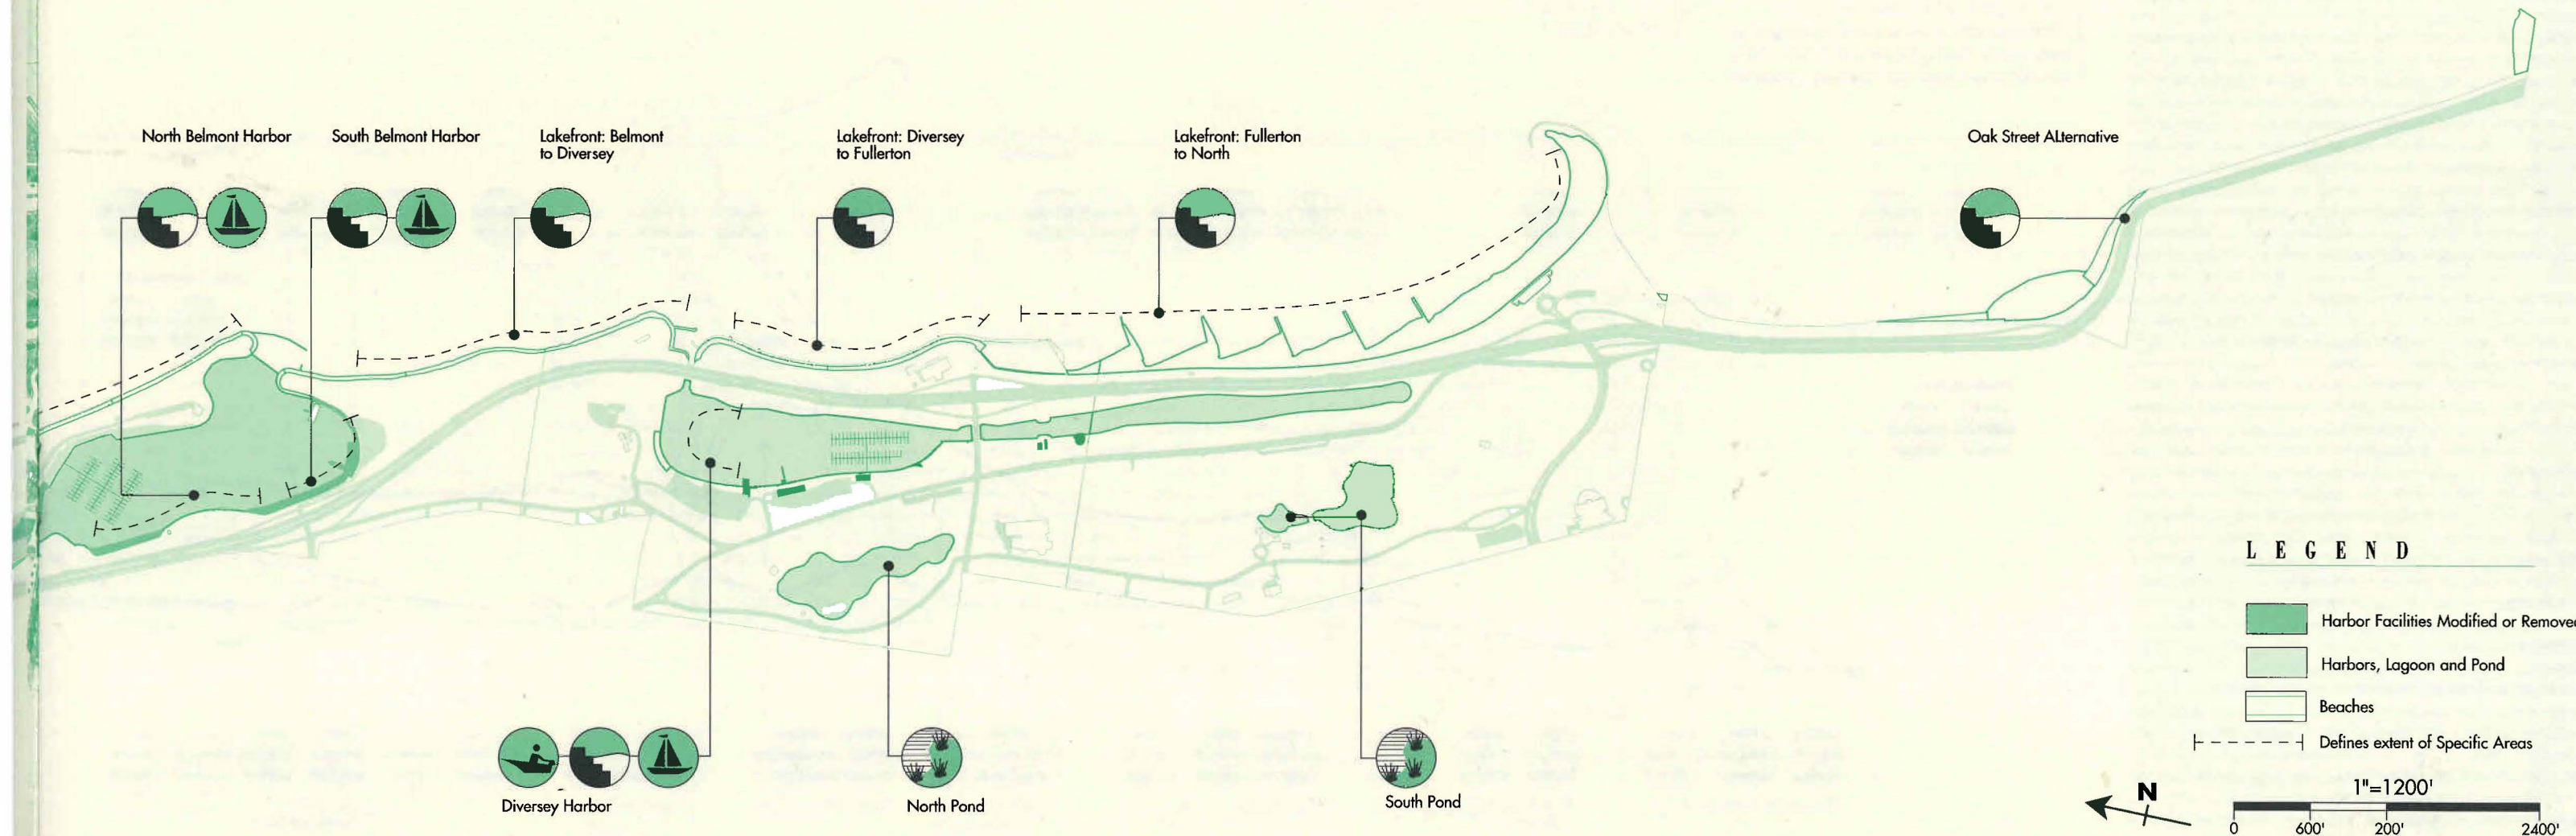 North Belmont Harbor
South Belmont Harbor
Lakefront: Belmont
to Diversey
Lakefront: Diversey
to Fullerton
Lakefront: Fullerton
to North
Oak Street ALternative
Diversey Harbor
North Pond
South Pond
L E G E N D
Harbor Facilities Modified or Removed
Harbors, Lagoon and Pond
Beaches
Defines extent of Specific Areas
N
1"=1200'
0 600' 200' 2400'